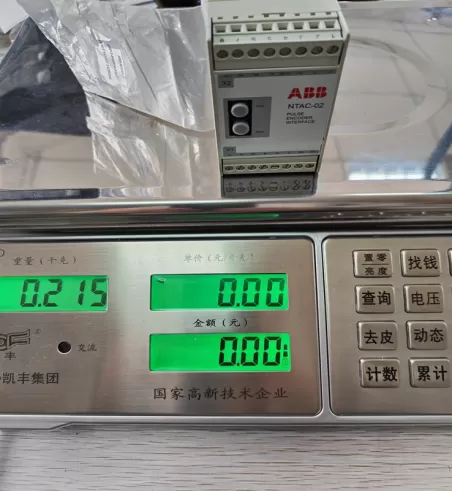 X2
ABB
NTAC-02
PULSE
ENCODER
INTERFACE
X1
重量(千克)
单价(元/千克)
0.215
0.00
金额(元)
0.00
交流
凯丰集团
国家高新技术企业
置零
亮度
找钱
查询
电压
去皮
动态
计数
累计